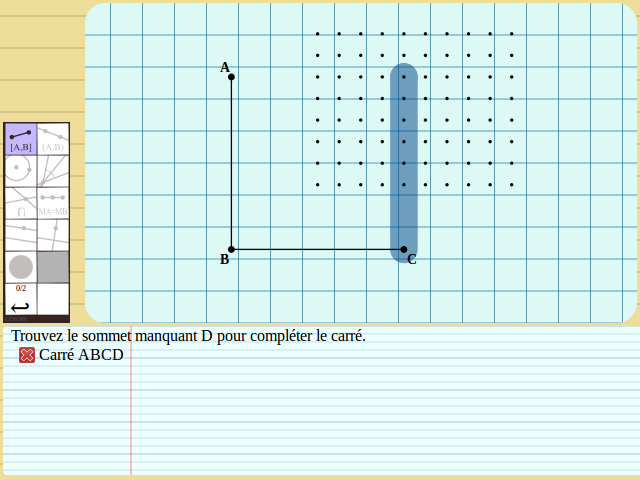 A
B
C
[A,B]
(A,B)
MA=MB
0/2
Trouvez le sommet manquant D pour compléter le carré.
Carré ABCD